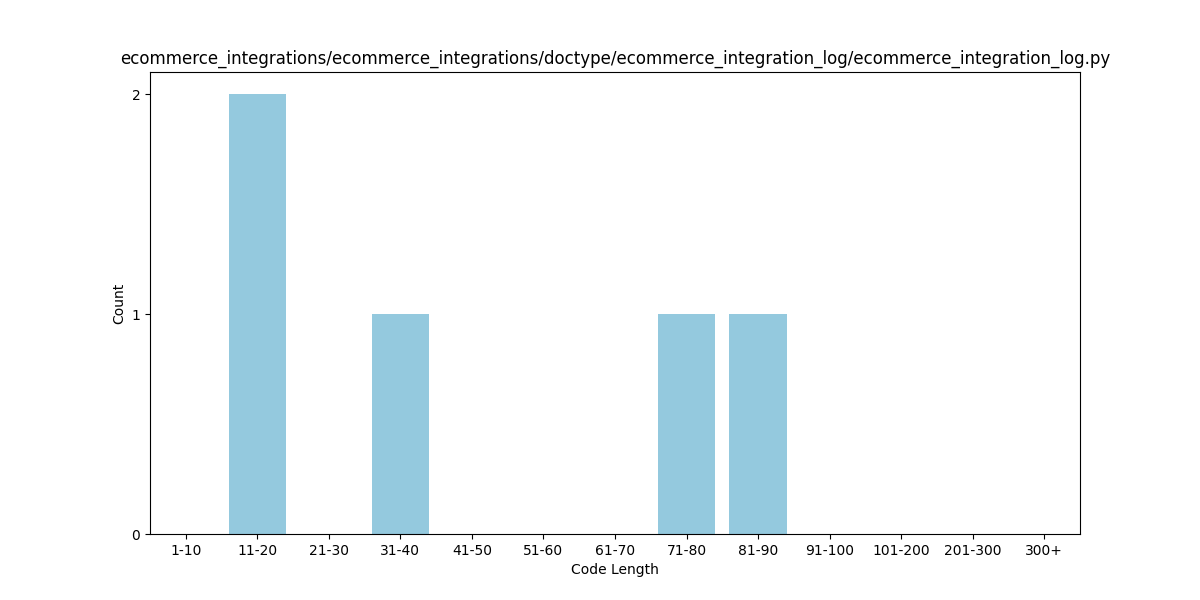 ecommerce_integrations/ecommerce_integrations/doctype/ecommerce_integration_log/ecommerce_integration_log.py
2
1
0
Count
1-10 11-20 21-30 31-40 41-50 51-60 61-70 71-80 81-90 91-100 101-200 201-300 300+
Code Length